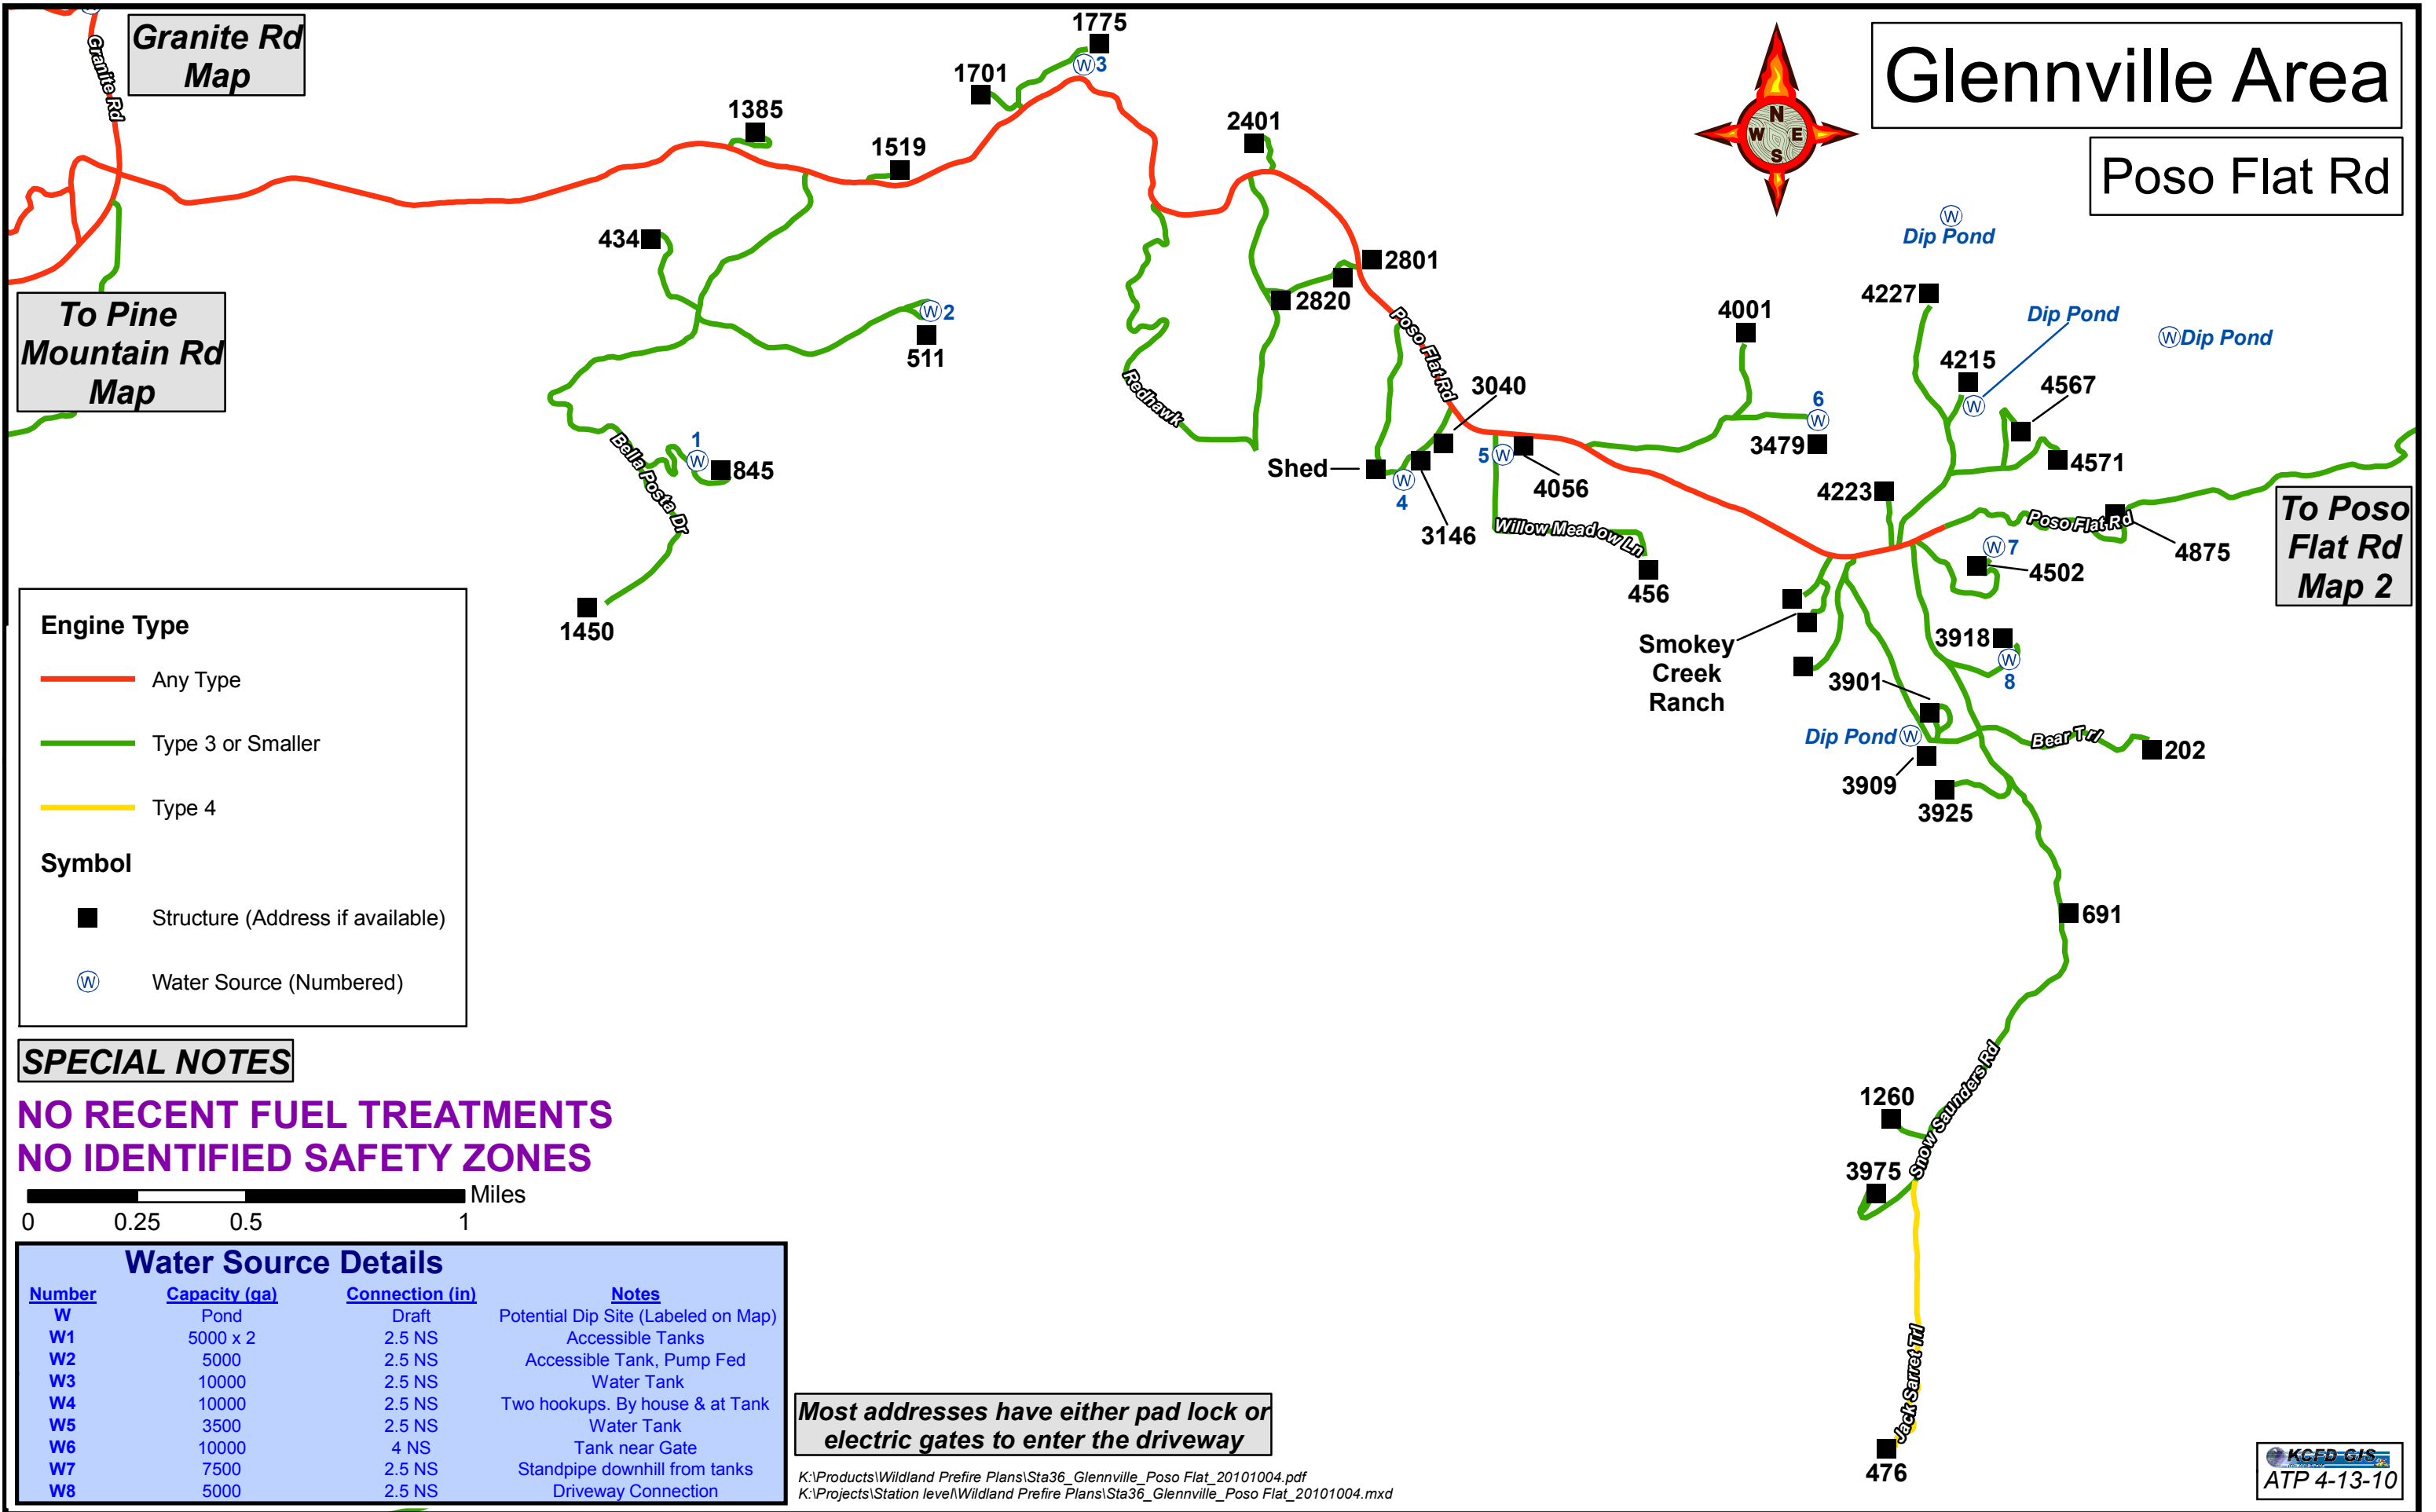 Granite Rd
Map
Granite Rd
Glennville Area
Poso Flat Rd
N
W E
S
1775
3
1701
1385
1519
2401
434
2
511
2801
2820
To Pine
Mountain Rd
Map
Poso Flat Rd
Redhawk
3040
Shed
4
3146
5
4056
Willow Meadow Ln
456
4001
6
3479
Dip Pond
4227
Dip Pond
Dip Pond
4215
4567
4571
4223
Poso Flat Rd
4875
To Poso
Flat Rd
Map 2
7
4502
1
845
Bella Posta Dr
1450
Smokey
Creek
Ranch
3918
8
3901
Dip Pond
Bear Trl
202
3909
3925
691
Snow Saunders Rd
1260
3975
Jack Sarret Trl
476
Engine Type
Any Type
Type 3 or Smaller
Type 4
Symbol
Structure (Address if available)
W Water Source (Numbered)
SPECIAL NOTES
NO RECENT FUEL TREATMENTS
NO IDENTIFIED SAFETY ZONES
Miles
0 0.25 0.5 1
Water Source Details
Number Capacity (ga) Connection (in) Notes
W Pond Draft Potential Dip Site (Labeled on Map)
W1 5000 x 2 2.5 NS Accessible Tanks
W2 5000 2.5 NS Accessible Tank, Pump Fed
W3 10000 2.5 NS Water Tank
W4 10000 2.5 NS Two hookups. By house & at Tank
W5 3500 2.5 NS Water Tank
W6 10000 4 NS Tank near Gate
W7 7500 2.5 NS Standpipe downhill from tanks
W8 5000 2.5 NS Driveway Connection
Most addresses have either pad lock or
electric gates to enter the driveway
K:\Products\Wildland Prefire Plans\Sta36_Glennville_Poso Flat_20101004.pdf
K:\Projects\Station level\Wildland Prefire Plans\Sta36_Glennville_Poso Flat_20101004.mxd
KCFD GIS
ATP 4-13-10